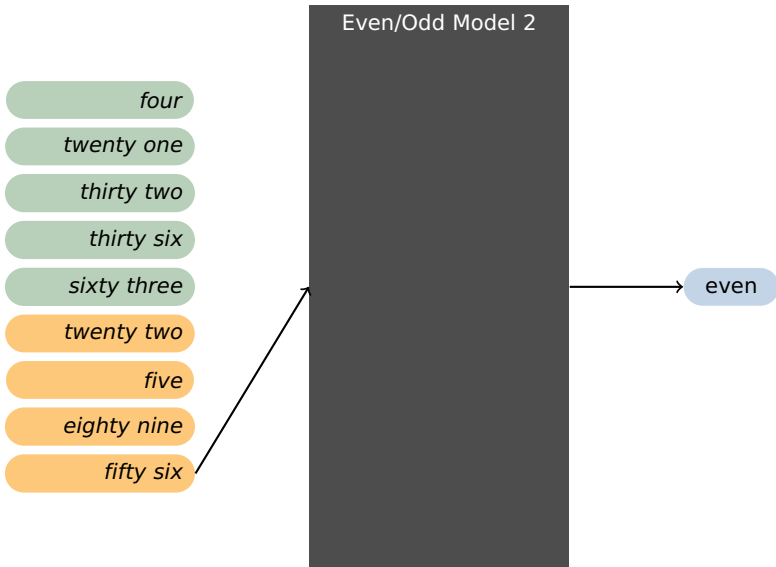 Even/Odd Model 2
four
twenty one
thirty two
thirty six
sixty three
twenty two
five
eighty nine
fifty six
even